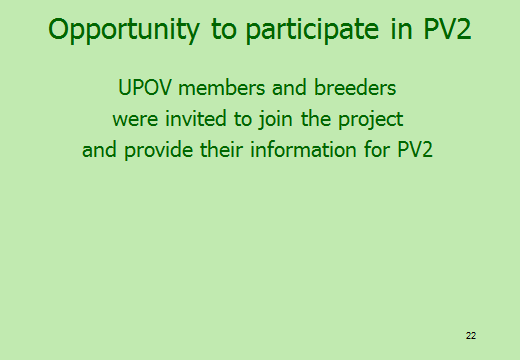 Opportunity to participate in PV2
UPOV members and breeders
were invited to join the project
and provide their information for PV2
22